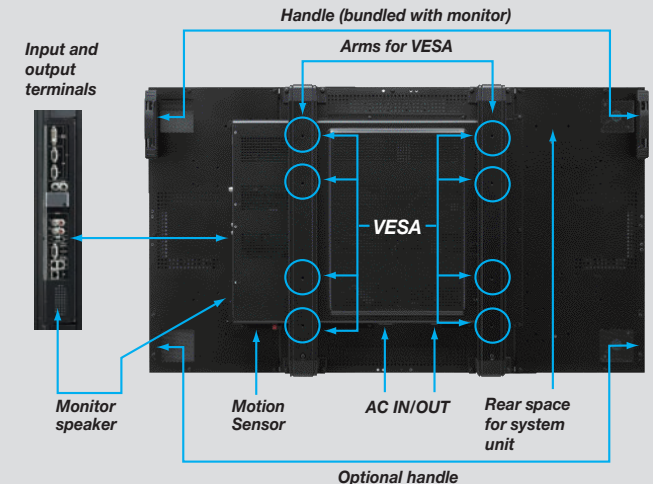 Handle (bundled with monitor)
Input and
output
terminals
Arms for VESA
VESA
Monitor
speaker
Motion
Sensor
AC IN/OUT
Rear space
for system
unit
Optional handle